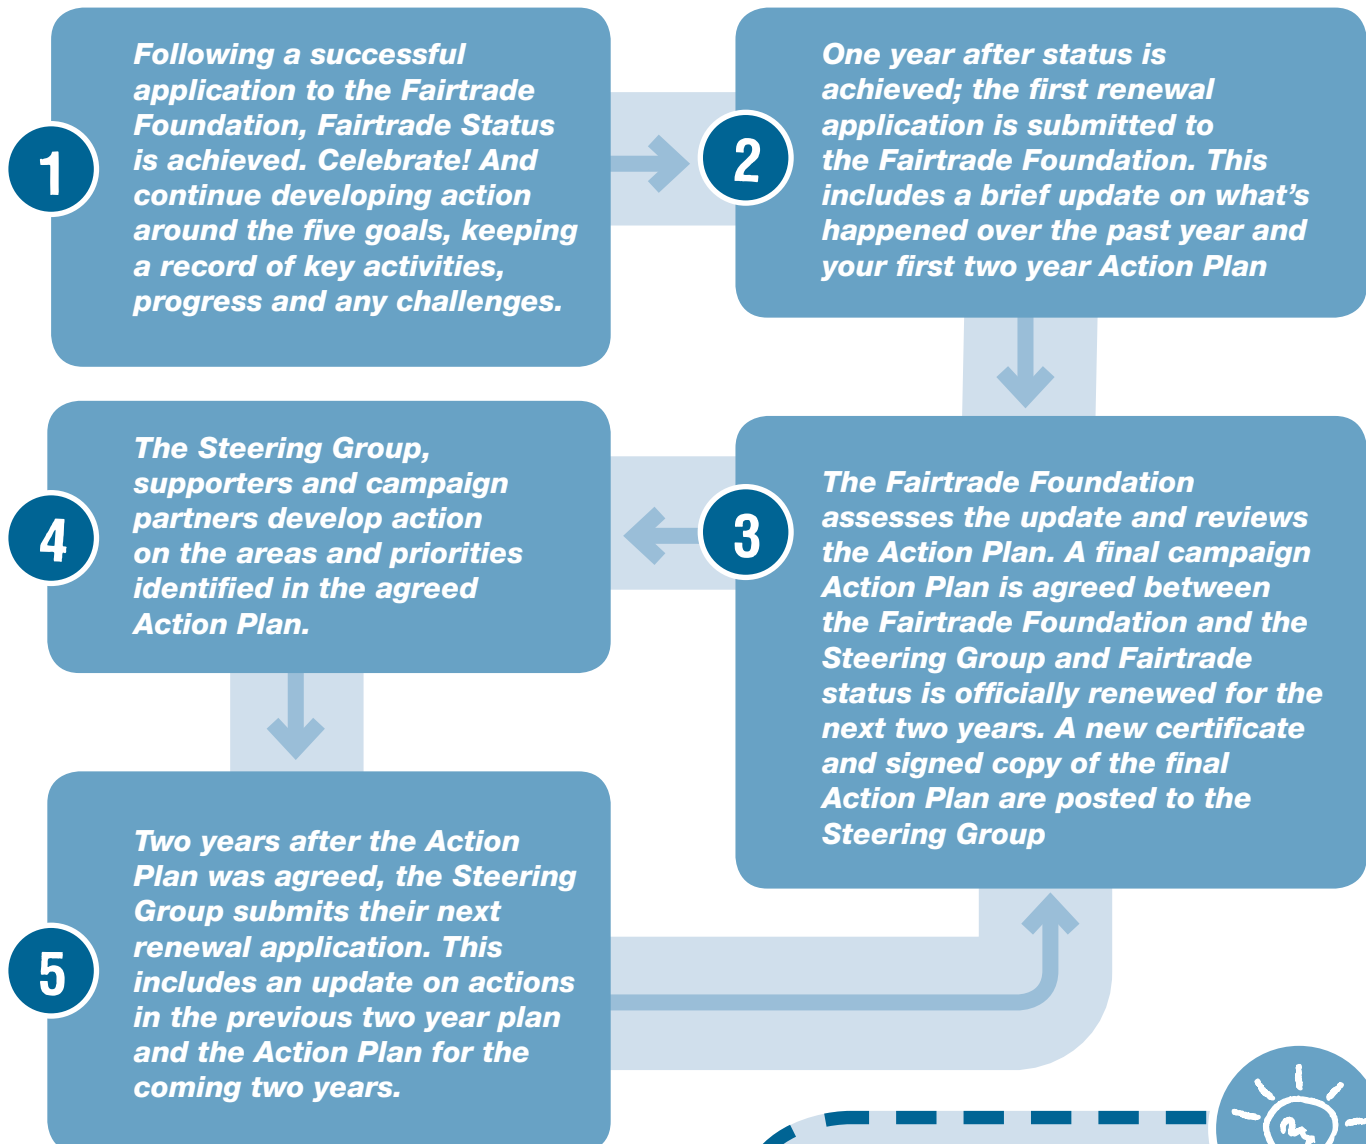 1
Following a successful
application to the Fairtrade
Foundation, Fairtrade Status
is achieved. Celebrate! And
continue developing action
around the five goals, keeping
a record of key activities,
progress and any challenges.
2
One year after status is
achieved; the first renewal
application is submitted to
the Fairtrade Foundation. This
includes a brief update on what's
happened over the past year and
your first two year Action Plan
3
The Fairtrade Foundation
assesses the update and reviews
the Action Plan. A final campaign
Action Plan is agreed between
the Fairtrade Foundation and the
Steering Group and Fairtrade
status is officially renewed for the
next two years. A new certificate
and signed copy of the final
Action Plan are posted to the
Steering Group
4
The Steering Group,
supporters and campaign
partners develop action
on the areas and priorities
identified in the agreed
Action Plan.
5
Two years after the Action
Plan was agreed, the Steering
Group submits their next
renewal application. This
includes an update on actions
in the previous two year plan
and the Action Plan for the
coming two years.